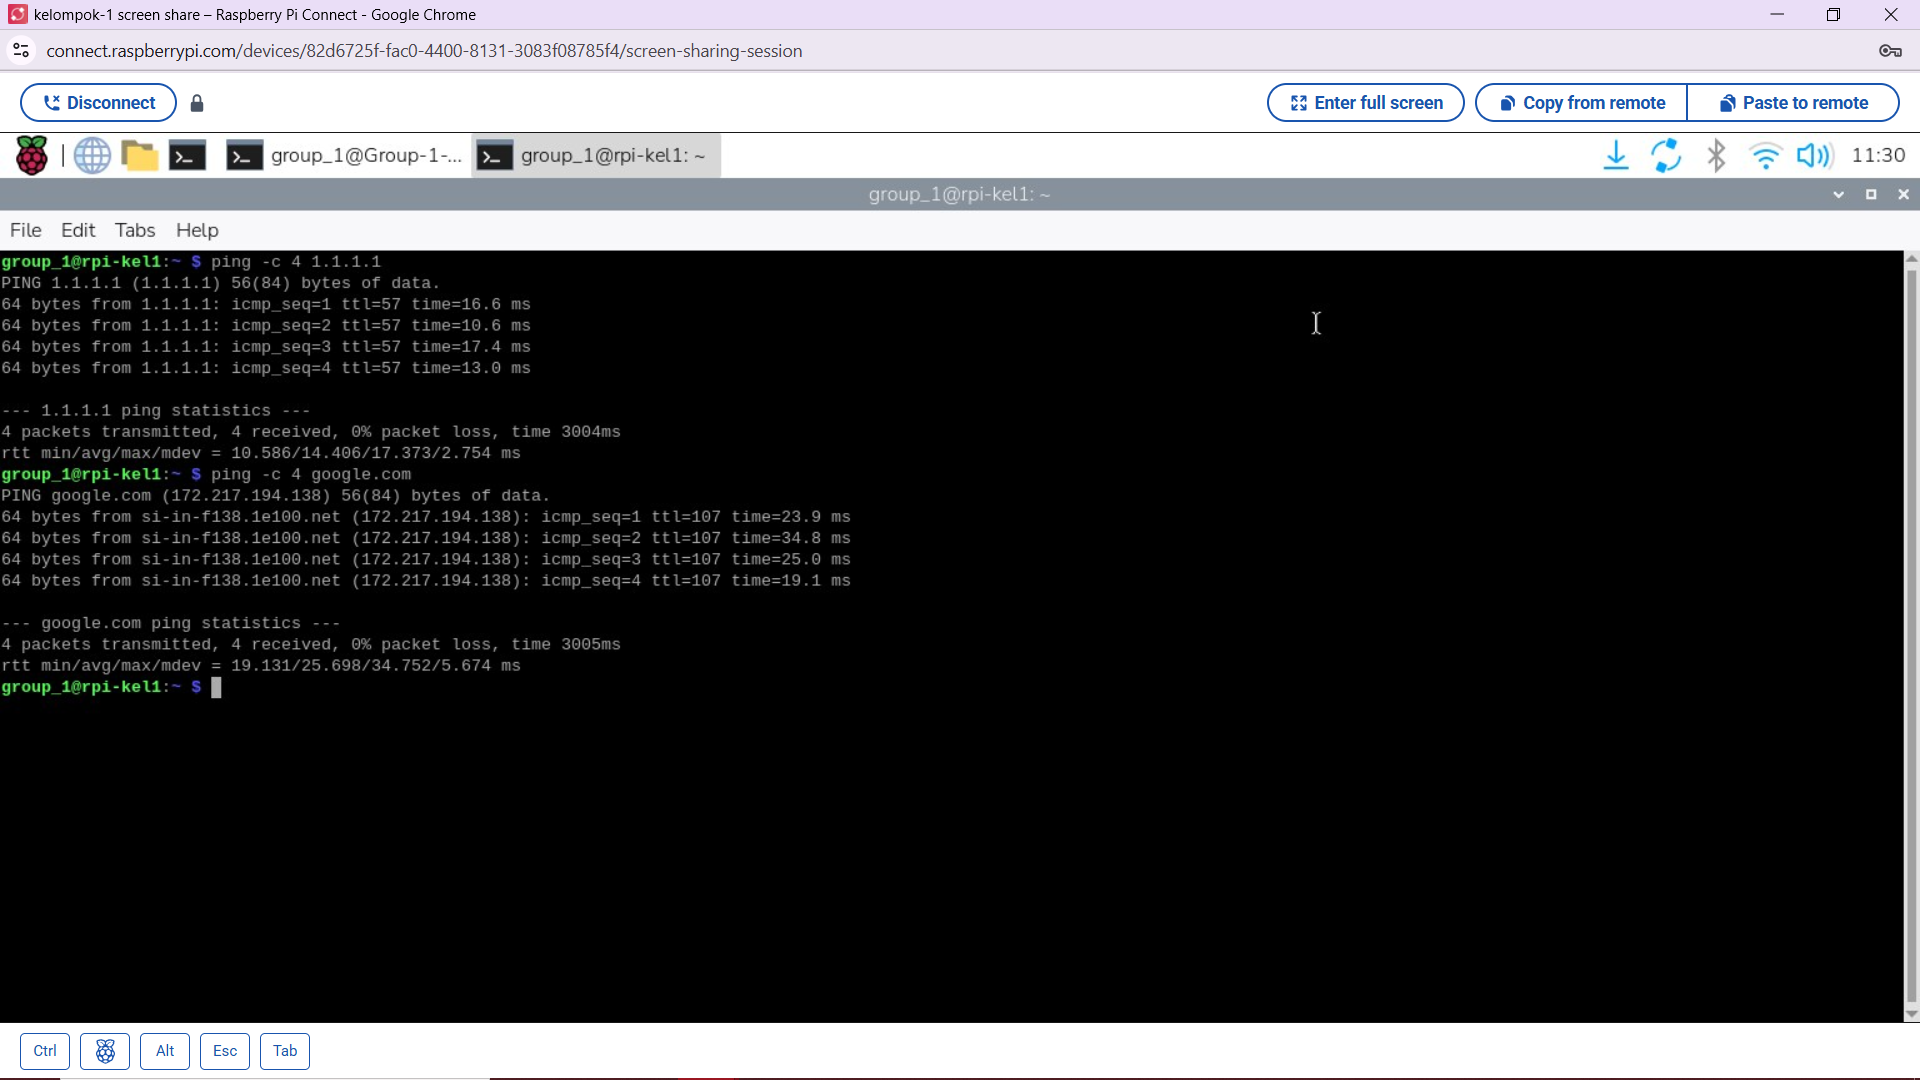 kelompok-1 screen share – Raspberry Pi Connect - Google Chrome
connect.raspberrypi.com/devices/82d6725f-fac0-4400-8131-3083f08785f4/screen-sharing-session
Disconnect Enter full screen Copy from remote Paste to remote
group_1@Group-1-... group_1@rpi-kel1: ~ 11:30
group_1@rpi-kel1: ~
File Edit Tabs Help
group_1@rpi-kel1:~ $ ping -c 4 1.1.1.1
PING 1.1.1.1 (1.1.1.1) 56(84) bytes of data.
64 bytes from 1.1.1.1: icmp_seq=1 ttl=57 time=16.6 ms
64 bytes from 1.1.1.1: icmp_seq=2 ttl=57 time=10.6 ms
64 bytes from 1.1.1.1: icmp_seq=3 ttl=57 time=17.4 ms
64 bytes from 1.1.1.1: icmp_seq=4 ttl=57 time=13.0 ms
--- 1.1.1.1 ping statistics ---
4 packets transmitted, 4 received, 0% packet loss, time 3004ms
rtt min/avg/max/mdev = 10.586/14.406/17.373/2.754 ms
group_1@rpi-kel1:~ $ ping -c 4 google.com
PING google.com (172.217.194.138) 56(84) bytes of data.
64 bytes from si-in-f138.1e100.net (172.217.194.138): icmp_seq=1 ttl=107 time=23.9 ms
64 bytes from si-in-f138.1e100.net (172.217.194.138): icmp_seq=2 ttl=107 time=34.8 ms
64 bytes from si-in-f138.1e100.net (172.217.194.138): icmp_seq=3 ttl=107 time=25.0 ms
64 bytes from si-in-f138.1e100.net (172.217.194.138): icmp_seq=4 ttl=107 time=19.1 ms
--- google.com ping statistics ---
4 packets transmitted, 4 received, 0% packet loss, time 3005ms
rtt min/avg/max/mdev = 19.131/25.698/34.752/5.674 ms
group_1@rpi-kel1:~ $
Ctrl Alt Esc Tab